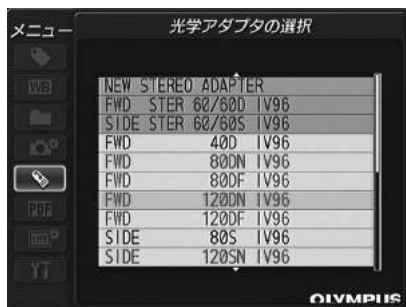 メニュー
光学アダプタの選択
WB
PDF
YT
NEW STEREO ADAPTER
FWD STER 60/60D IV96
SIDE STER 60/60S IV96
FWD 40D IV96
FWD 80DN IV96
FWD 80DF IV96
FWD 120DN IV96
FWD 120DF IV96
SIDE 80S IV96
SIDE 120SN IV96
OLYMPUS